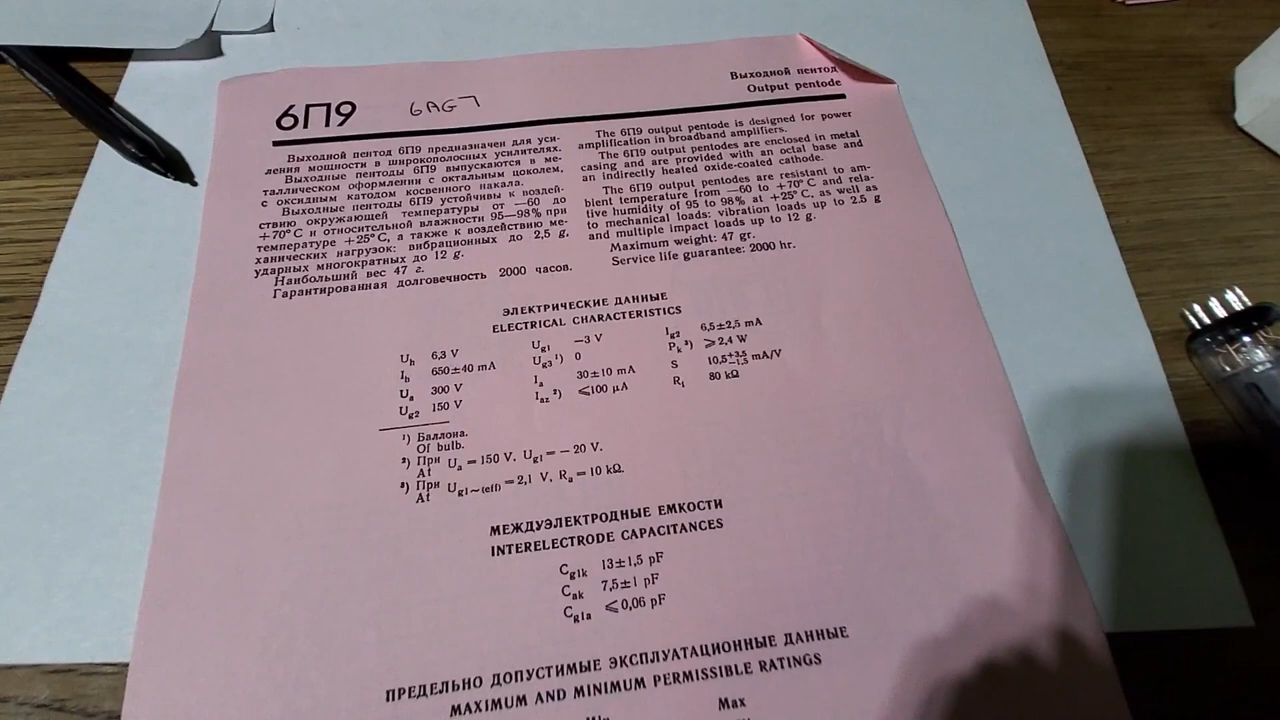 Выходной пентод
Output pentode
6П9
6AG7
Выходной пентод 6П9 предназначен для уси-
ления мощности в широкополосных усилителях.
Выходные пентоды 6П9 выпускаются в ме-
таллическом оформлении с октальным цоколем,
с оксидным катодом косвенного накала.
Выходные пентоды 6П9 устойчивы к воздей-
ствию окружающей температуры от —60 до
+70° С и относительной влажности 95—98% при
температуре +25° С, а также к воздействию ме-
ханических нагрузок: вибрационных до 2,5 g,
ударных многократных до 12 g.
Наибольший вес 47 г.
Гарантированная долговечность 2000 часов.
The 6П9 output pentode is designed for power
amplification in broadband amplifiers.
The 6П9 output pentodes are enclosed in metal
casing and are provided with an octal base and
an indirectly heated oxide-coated cathode.
The 6П9 output pentodes are resistant to am-
bient temperature from —60 to +70° C and rela-
tive humidity of 95 to 98% at +25° C, as well as
to mechanical loads: vibration loads up to 2.5 g
and multiple impact loads up to 12 g.
Maximum weight: 47 gr.
Service life guarantee: 2000 hr.
ЭЛЕКТРИЧЕСКИЕ ДАННЫЕ
ELECTRICAL CHARACTERISTICS
Uh 6,3 V
Ih 650±40 mA
Ua 300 V
Ug2 150 V
Ug1 —3 V
Ug3¹) 0
Ia 30±10 mA
Iaz²) ⩽100 μA
Ig2 6,5±2,5 mA
P~³) ⩾2,4 W
S 10,5+3,5−1,5 mA/V
Ri 80 kΩ
¹) Баллона.
Of bulb.
²) При
At Ua = 150 V, Ug1 = — 20 V.
³) При
At Ug1~(eff) = 2,1 V, Ra = 10 kΩ.
МЕЖДУЭЛЕКТРОДНЫЕ ЕМКОСТИ
INTERELECTRODE CAPACITANCES
Cg1k 13±1,5 pF
Cak 7,5±1 pF
Cg1a ⩽0,06 pF
ПРЕДЕЛЬНО ДОПУСТИМЫЕ ЭКСПЛУАТАЦИОННЫЕ ДАННЫЕ
MAXIMUM AND MINIMUM PERMISSIBLE RATINGS
Min Max